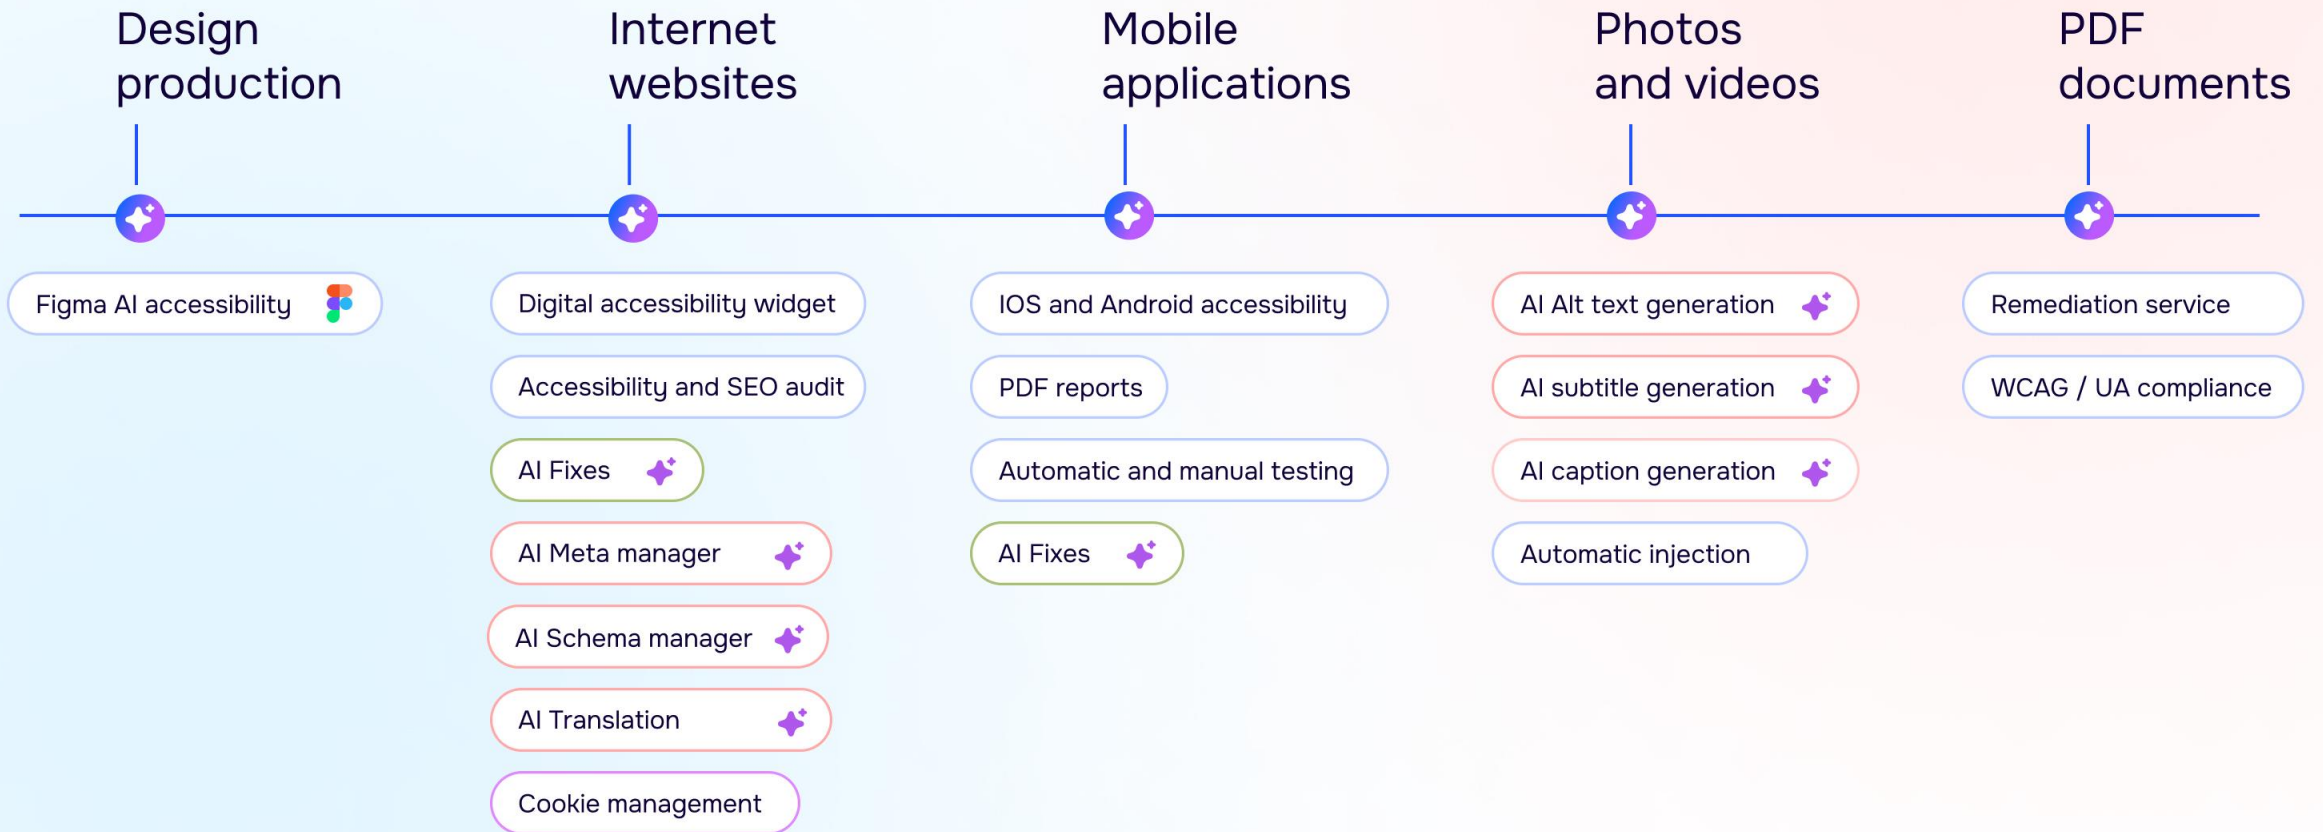 Design
production
Internet
websites
Mobile
applications
Photos
and videos
PDF
documents
Figma AI accessibility
Digital accessibility widget
Accessibility and SEO audit
AI Fixes
AI Meta manager
AI Schema manager
AI Translation
Cookie management
IOS and Android accessibility
PDF reports
Automatic and manual testing
AI Fixes
AI Alt text generation
AI subtitle generation
AI caption generation
Automatic injection
Remediation service
WCAG / UA compliance